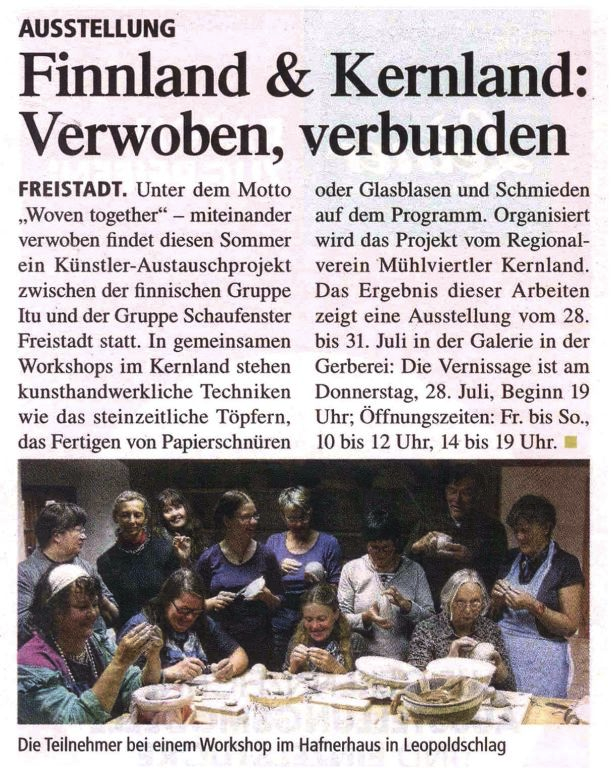 AUSSTELLUNG
Finnland & Kernland:
Verwoben, verbunden
FREISTADT. Unter dem Motto
„Woven together“ – miteinander
verwoben findet diesen Sommer
ein Künstler-Austauschprojekt
zwischen der finnischen Gruppe
Itu und der Gruppe Schaufenster
Freistadt statt. In gemeinsamen
Workshops im Kernland stehen
kunsthandwerkliche Techniken
wie das steinzeitliche Töpfern,
das Fertigen von Papierschnüren
oder Glasblasen und Schmieden
auf dem Programm. Organisiert
wird das Projekt vom Regional-
verein Mühlviertler Kernland.
Das Ergebnis dieser Arbeiten
zeigt eine Ausstellung vom 28.
bis 31. Juli in der Galerie in der
Gerberei: Die Vernissage ist am
Donnerstag, 28. Juli, Beginn 19
Uhr; Öffnungszeiten: Fr. bis So.,
10 bis 12 Uhr, 14 bis 19 Uhr.
Die Teilnehmer bei einem Workshop im Hafnerhaus in Leopoldschlag